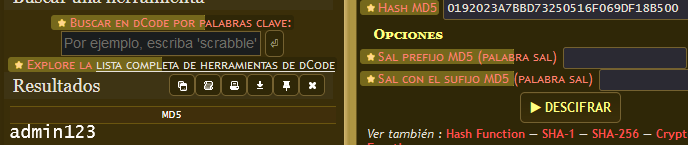 Buscar una herramienta
★ Buscar en dCode por palabras clave:
Por ejemplo, escriba 'scrabble'
★ Explore la lista completa de herramientas de dCode
Resultados
MD5
admin123
★ Hash MD5 0192023A7BBD73250516F069DF18B500
Opciones
★ Sal prefijo MD5 (palabra sal)
★ Sal con el sufijo MD5 (palabra sal)
▶ DESCIFRAR
Ver también : Hash Function — SHA-1 — SHA-256 — Crypt